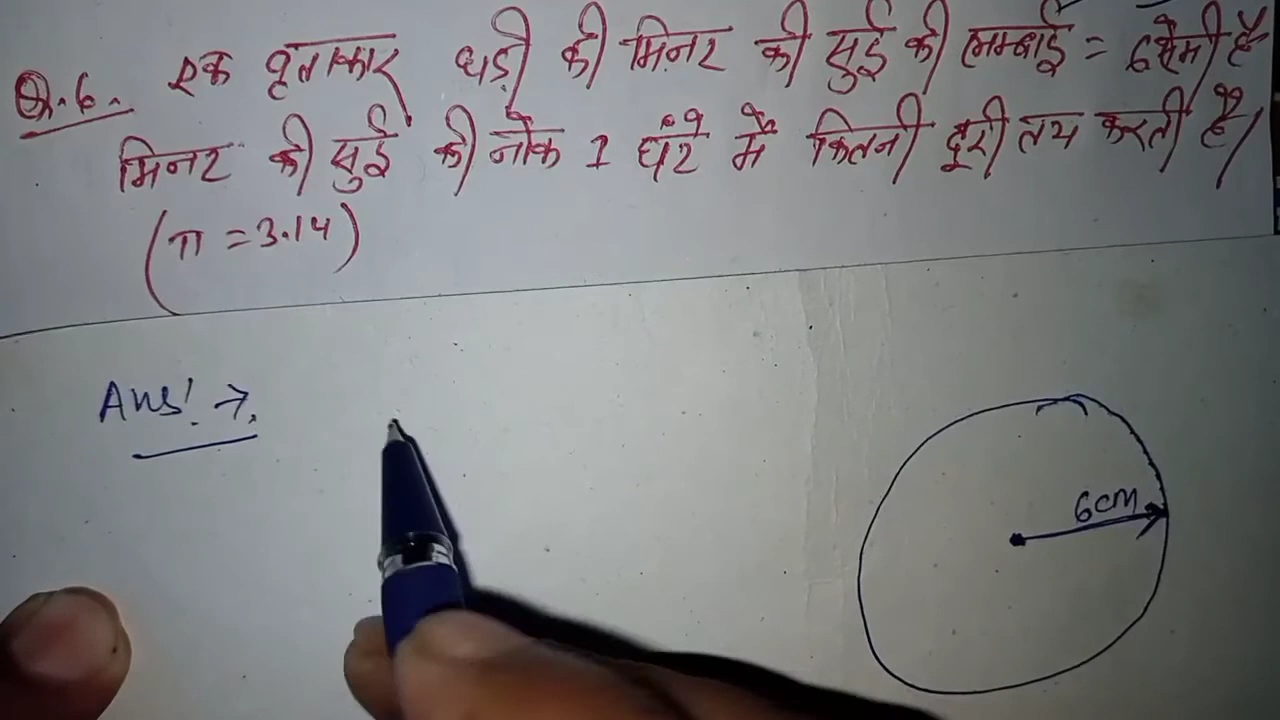 Q.6. एक वृत्ताकार घड़ी की मिनट की सुई की लम्बाई = 6 सेमी है
मिनट की सुई की नोंक 1 घंटे में कितनी दूरी तय करती है।
(π = 3.14)
Ans! →.
6cm